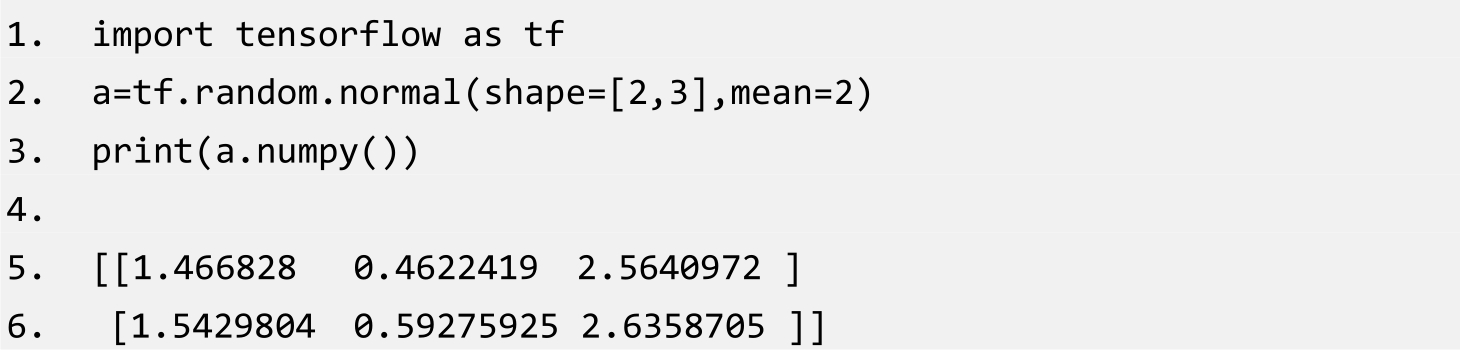 1. import tensorflow as tf
2. a=tf.random.normal(shape=[2,3],mean=2)
3. print(a.numpy())
4.
5. [[1.466828   0.4622419  2.5640972 ]
6.  [1.5429804  0.59275925 2.6358705 ]]